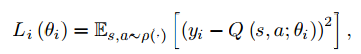 L_i (θ_i) = 𝔼_{s,a∼ρ(·)} [ (y_i − Q (s, a; θ_i))^2 ] ,